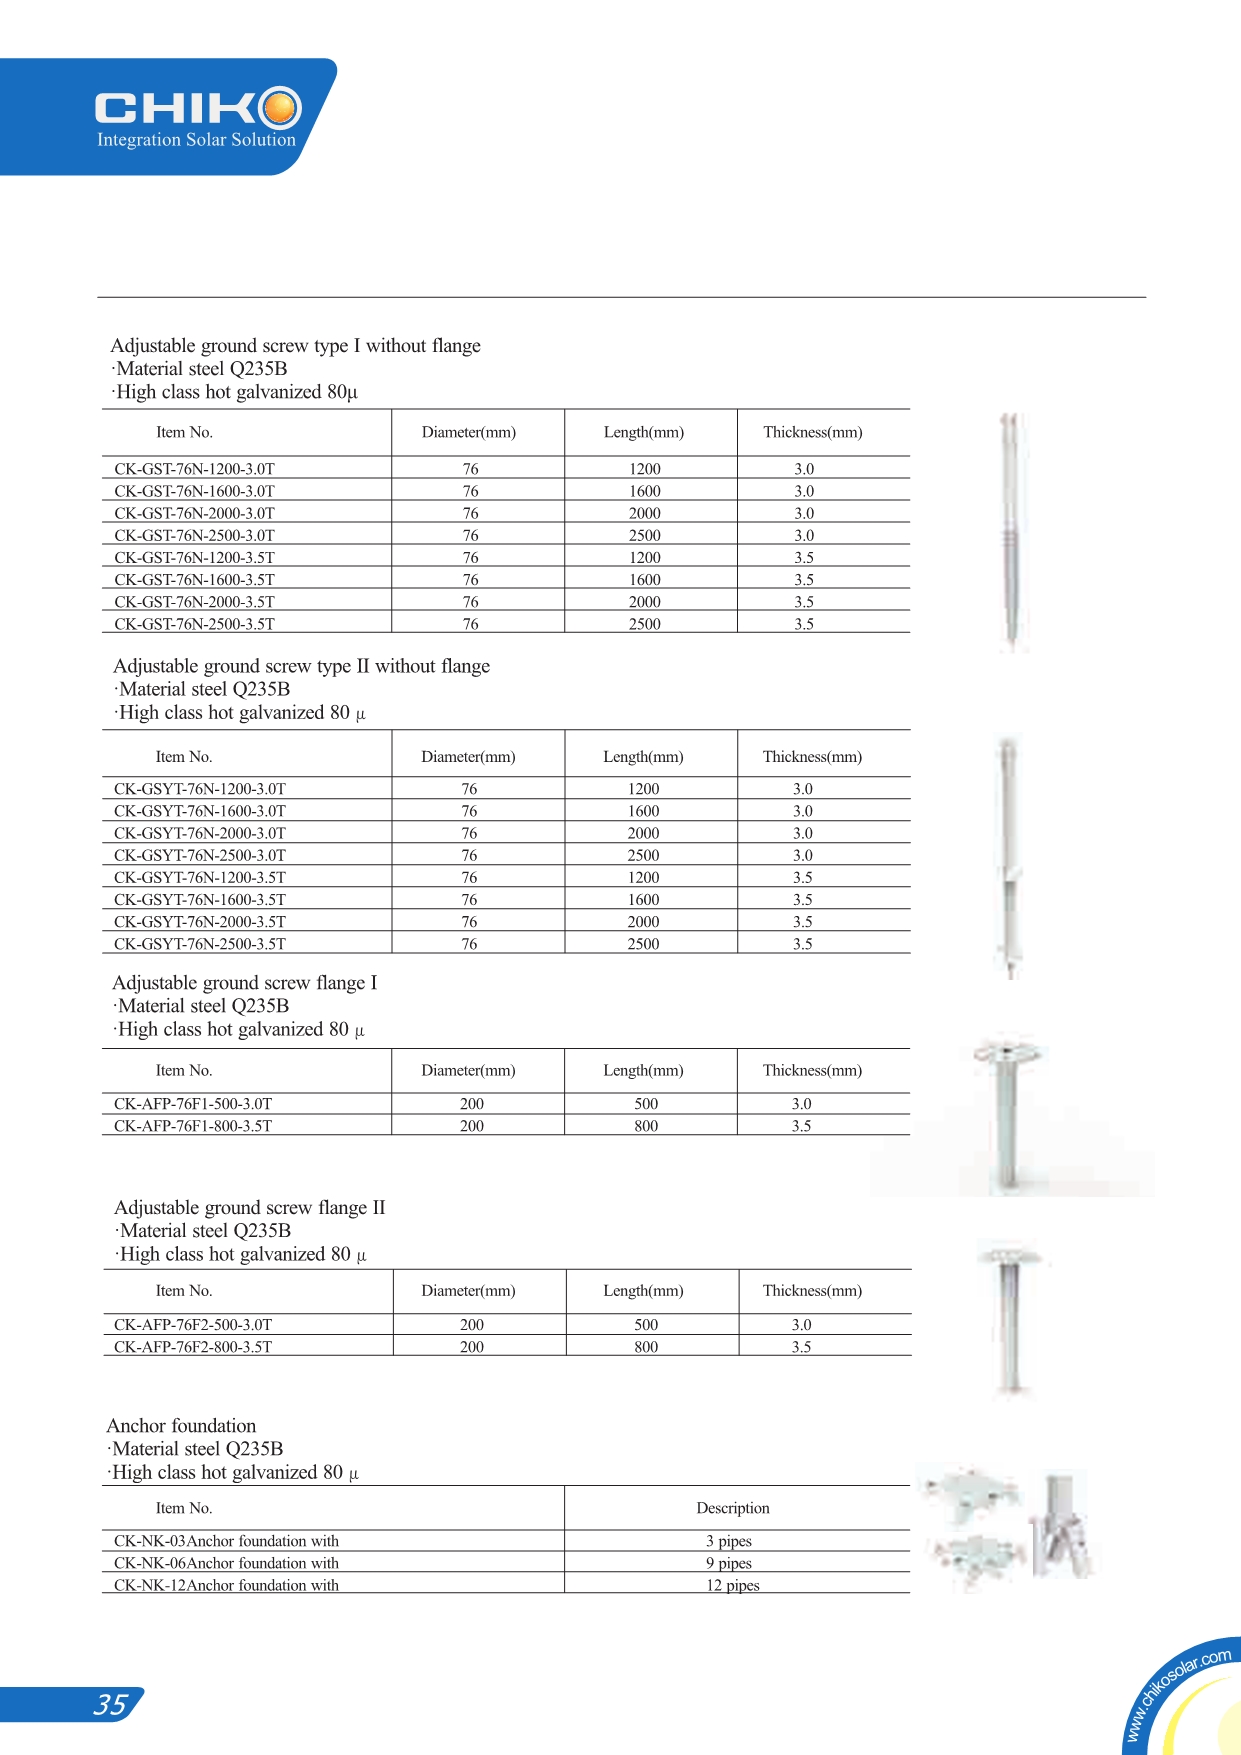 CHIKO
Integration Solar Solution
Adjustable ground screw type I without flange
·Material steel Q235B
·High class hot galvanized 80μ
Item No. Diameter(mm) Length(mm) Thickness(mm)
CK-GST-76N-1200-3.0T 76 1200 3.0
CK-GST-76N-1600-3.0T 76 1600 3.0
CK-GST-76N-2000-3.0T 76 2000 3.0
CK-GST-76N-2500-3.0T 76 2500 3.0
CK-GST-76N-1200-3.5T 76 1200 3.5
CK-GST-76N-1600-3.5T 76 1600 3.5
CK-GST-76N-2000-3.5T 76 2000 3.5
CK-GST-76N-2500-3.5T 76 2500 3.5
Adjustable ground screw type II without flange
·Material steel Q235B
·High class hot galvanized 80 μ
Item No. Diameter(mm) Length(mm) Thickness(mm)
CK-GSYT-76N-1200-3.0T 76 1200 3.0
CK-GSYT-76N-1600-3.0T 76 1600 3.0
CK-GSYT-76N-2000-3.0T 76 2000 3.0
CK-GSYT-76N-2500-3.0T 76 2500 3.0
CK-GSYT-76N-1200-3.5T 76 1200 3.5
CK-GSYT-76N-1600-3.5T 76 1600 3.5
CK-GSYT-76N-2000-3.5T 76 2000 3.5
CK-GSYT-76N-2500-3.5T 76 2500 3.5
Adjustable ground screw flange I
·Material steel Q235B
·High class hot galvanized 80 μ
Item No. Diameter(mm) Length(mm) Thickness(mm)
CK-AFP-76F1-500-3.0T 200 500 3.0
CK-AFP-76F1-800-3.5T 200 800 3.5
Adjustable ground screw flange II
·Material steel Q235B
·High class hot galvanized 80 μ
Item No. Diameter(mm) Length(mm) Thickness(mm)
CK-AFP-76F2-500-3.0T 200 500 3.0
CK-AFP-76F2-800-3.5T 200 800 3.5
Anchor foundation
·Material steel Q235B
·High class hot galvanized 80 μ
Item No. Description
CK-NK-03Anchor foundation with 3 pipes
CK-NK-06Anchor foundation with 9 pipes
CK-NK-12Anchor foundation with 12 pipes
35
www.chikosolar.com